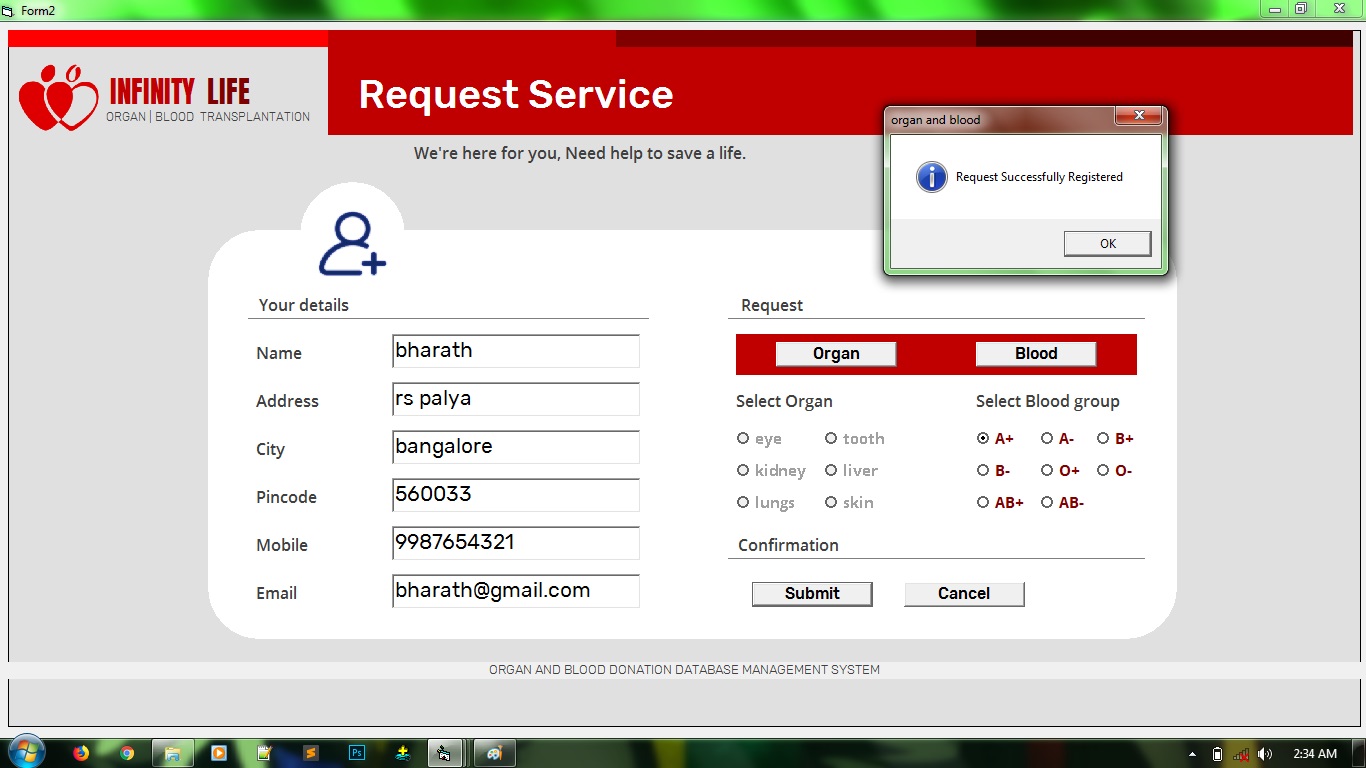 Form2
INFINITY LIFE
ORGAN | BLOOD TRANSPLANTATION
Request Service
We're here for you, Need help to save a life.
organ and blood
Request Successfully Registered
OK
Your details
Name bharath
Address rs palya
City bangalore
Pincode 560033
Mobile 9987654321
Email bharath@gmail.com
Request
Organ Blood
Select Organ Select Blood group
eye tooth A+ A- B+
kidney liver B- O+ O-
lungs skin AB+ AB-
Confirmation
Submit Cancel
ORGAN AND BLOOD DONATION DATABASE MANAGEMENT SYSTEM
Ps
2:34 AM